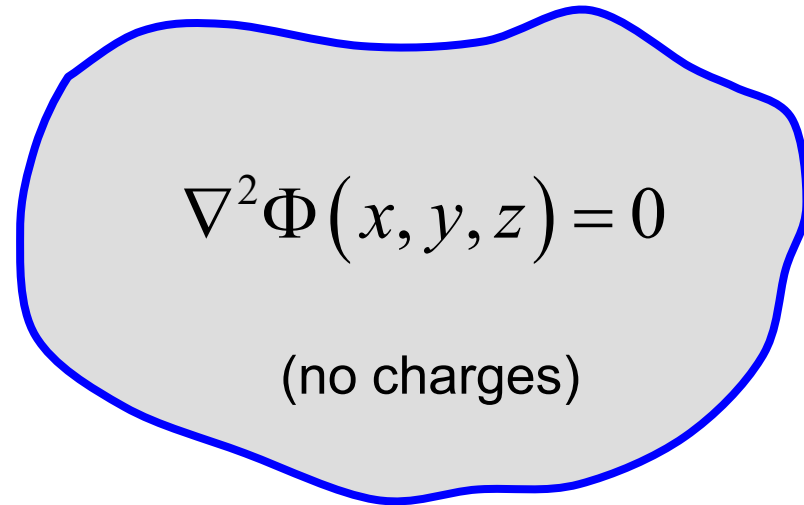 ∇²Φ(x, y, z) = 0
(no charges)